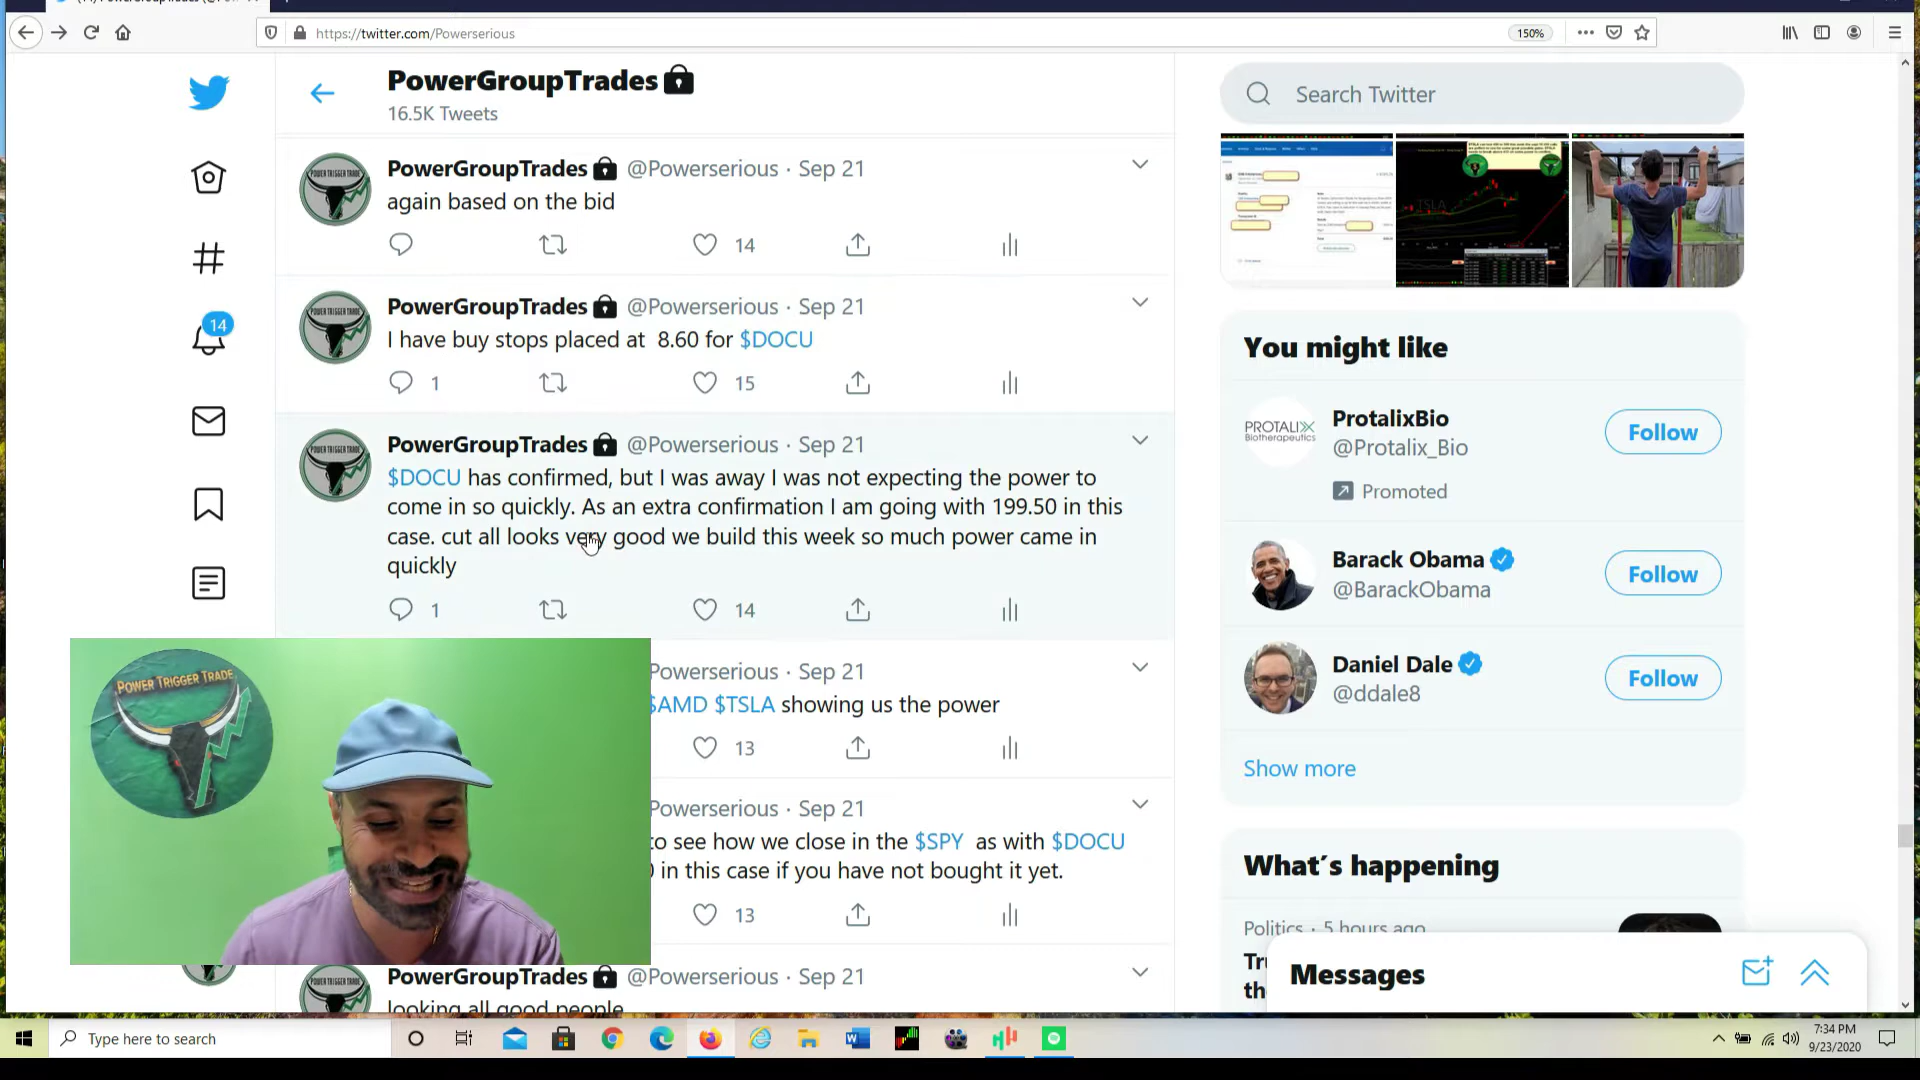 https://twitter.com/Powerserious
150%
PowerGroupTrades
16.5K Tweets
Search Twitter
PowerGroupTrades @Powerserious · Sep 21
again based on the bid
14
PowerGroupTrades @Powerserious · Sep 21
I have buy stops placed at 8.60 for $DOCU
1 15
PowerGroupTrades @Powerserious · Sep 21
$DOCU has confirmed, but I was away I was not expecting the power to
come in so quickly. As an extra confirmation I am going with 199.50 in this
case. cut all looks very good we build this week so much power came in
quickly
1 14
Powerserious · Sep 21
$AMD $TSLA showing us the power
13
Powerserious · Sep 21
to see how we close in the $SPY as with $DOCU
in this case if you have not bought it yet.
13
PowerGroupTrades @Powerserious · Sep 21
looking all good people
14
POWER TRIGGER TRADE
TSLA
You might like
PROTALIX
Biotherapeutics
ProtalixBio
@Protalix_Bio
Follow
Promoted
Barack Obama
@BarackObama
Follow
Daniel Dale
@ddale8
Follow
Show more
What's happening
Politics · 5 hours ago
Messages
Type here to search
7:34 PM
9/23/2020